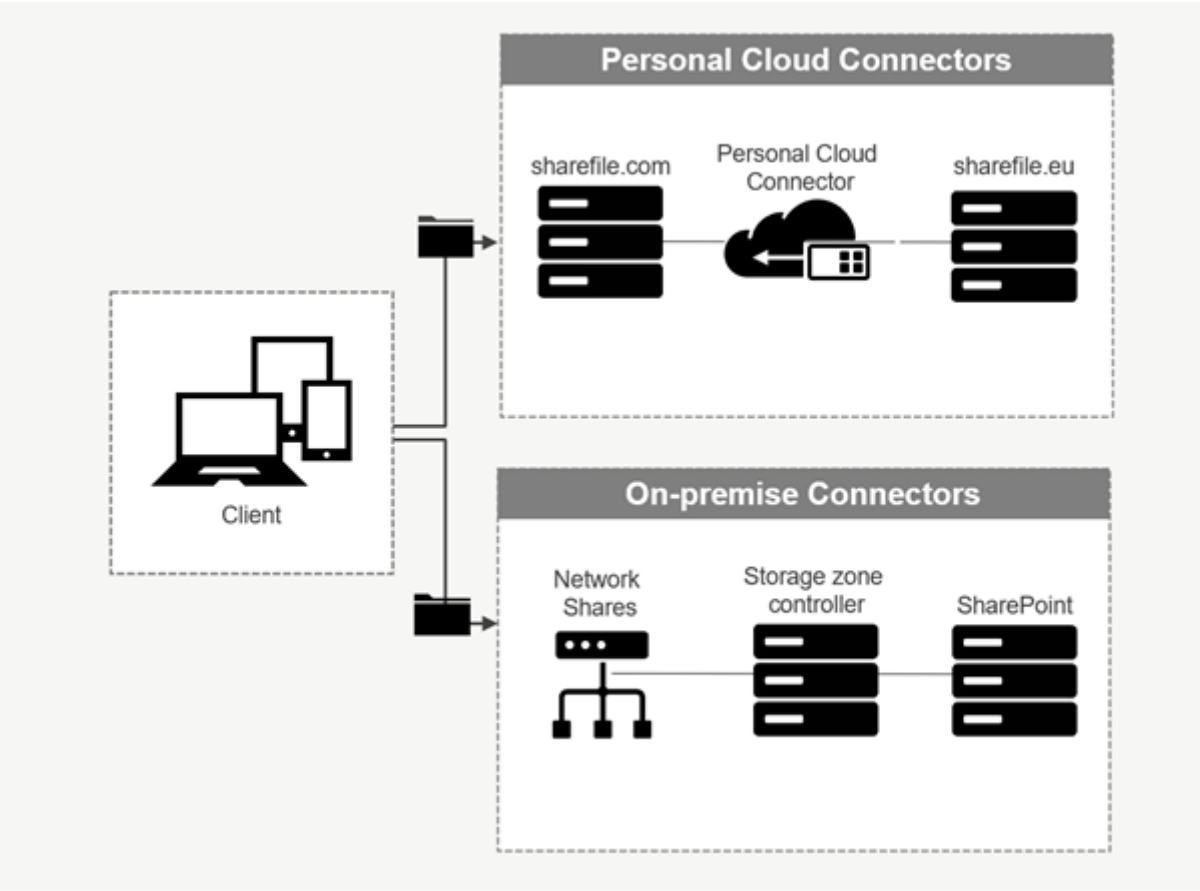 Personal Cloud Connectors
sharefile.com
Personal Cloud
Connector
sharefile.eu
Client
On-premise Connectors
Network
Shares
Storage zone
controller
SharePoint